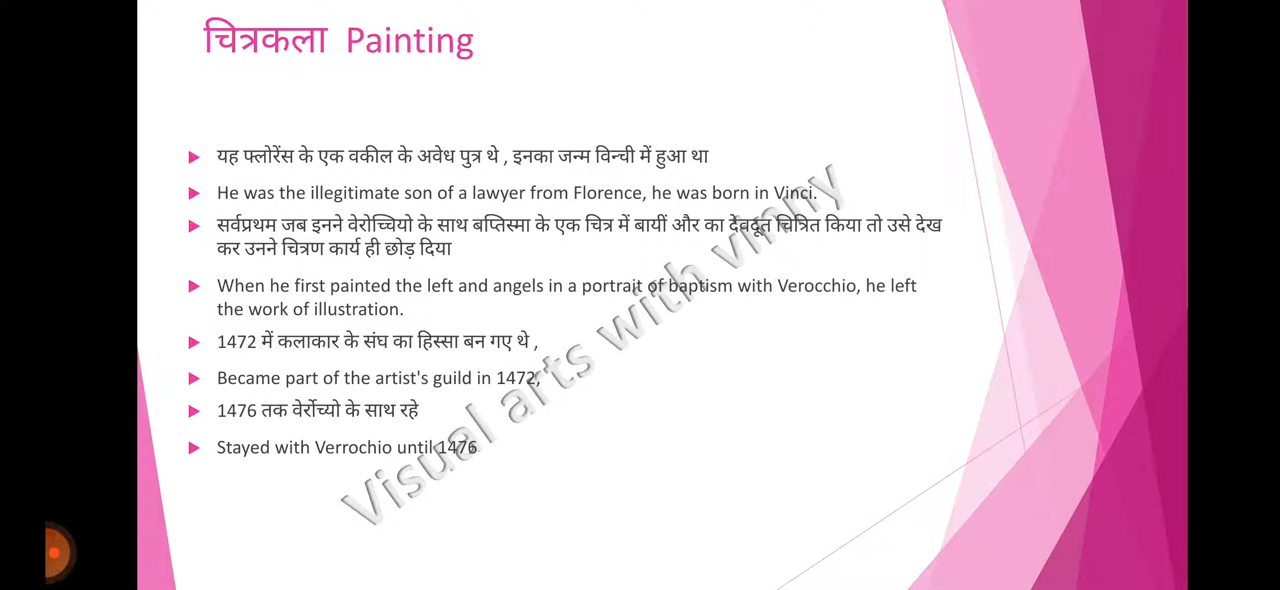 चित्रकला Painting
यह फ्लोरेंस के एक वकील के अवेध पुत्र थे , इनका जन्म विन्ची में हुआ था
He was the illegitimate son of a lawyer from Florence, he was born in Vinci.
सर्वप्रथम जब इनने वेरोच्चियो के साथ बप्तिस्मा के एक चित्र में बायीं और का देवदूत चित्रित किया तो उसे देख
कर उनने चित्रण कार्य ही छोड़ दिया
When he first painted the left and angels in a portrait of baptism with Verocchio, he left
the work of illustration.
1472 में कलाकार के संघ का हिस्सा बन गए थे ,
Became part of the artist's guild in 1472,
1476 तक वेर्रोच्यो के साथ रहे
Stayed with Verrochio until 1476
Visual arts with vinny